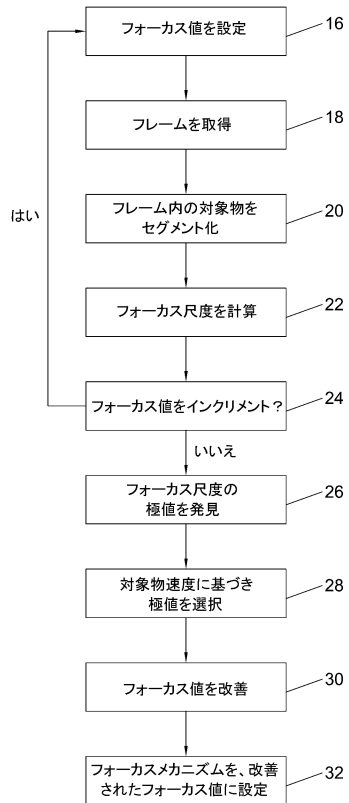 フォーカス値を設定
16
フレームを取得
18
はい
フレーム内の対象物を
セグメント化
20
フォーカス尺度を計算
22
フォーカス値をインクリメント？
24
いいえ
フォーカス尺度の
極値を発見
26
対象物速度に基づき
極値を選択
28
フォーカス値を改善
30
フォーカスメカニズムを、改善
されたフォーカス値に設定
32